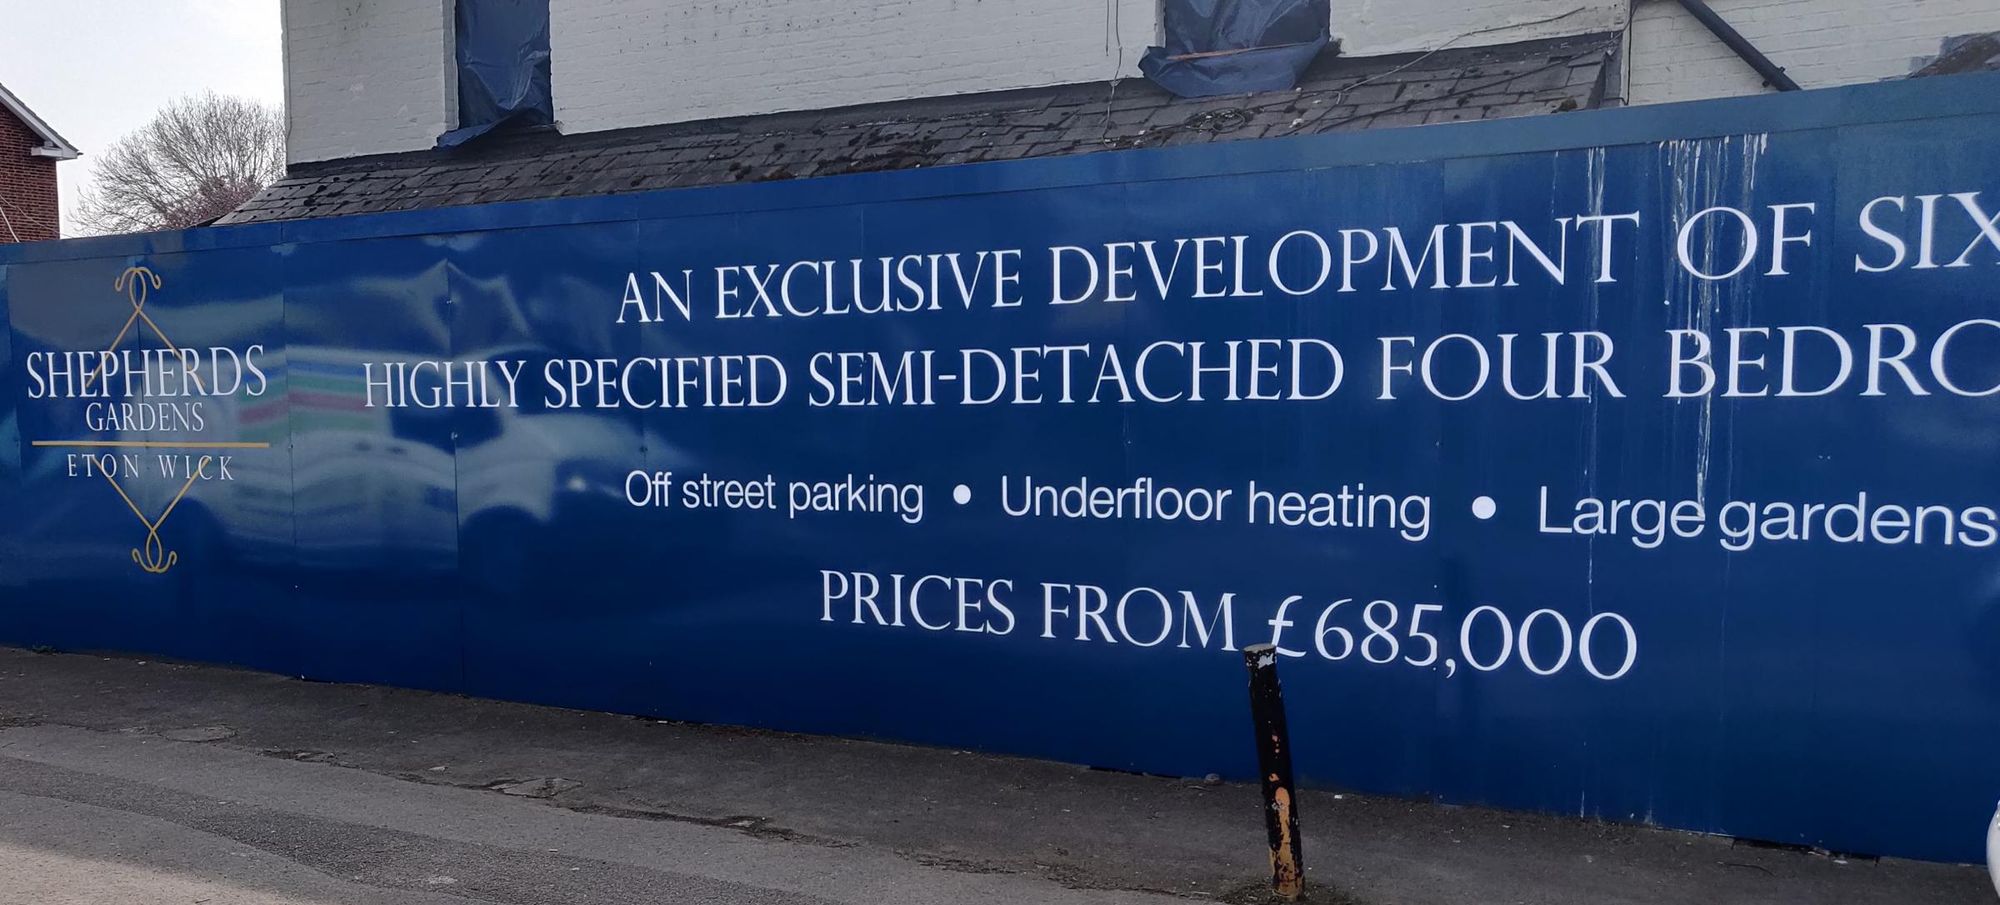 SHEPHERDS
GARDENS
ETON WICK
AN EXCLUSIVE DEVELOPMENT OF SIX
HIGHLY SPECIFIED SEMI-DETACHED FOUR BEDRO
Off street parking • Underfloor heating • Large gardens
PRICES FROM £685,000